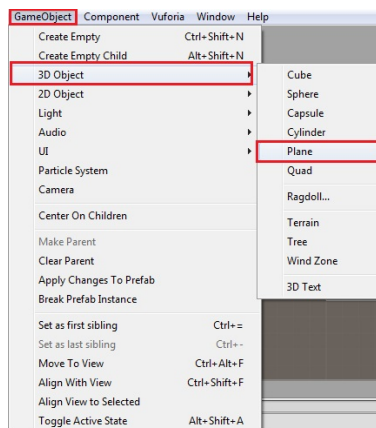 GameObject Component Vuforia Window Help
Create Empty Ctrl+Shift+N
Create Empty Child Alt+Shift+N
3D Object
2D Object
Light
Audio
UI
Particle System
Camera
Center On Children
Make Parent
Clear Parent
Apply Changes To Prefab
Break Prefab Instance
Set as first sibling Ctrl+=
Set as last sibling Ctrl+-
Move To View Ctrl+Alt+F
Align With View Ctrl+Shift+F
Align View to Selected
Toggle Active State Alt+Shift+A
Cube
Sphere
Capsule
Cylinder
Plane
Quad
Ragdoll...
Terrain
Tree
Wind Zone
3D Text